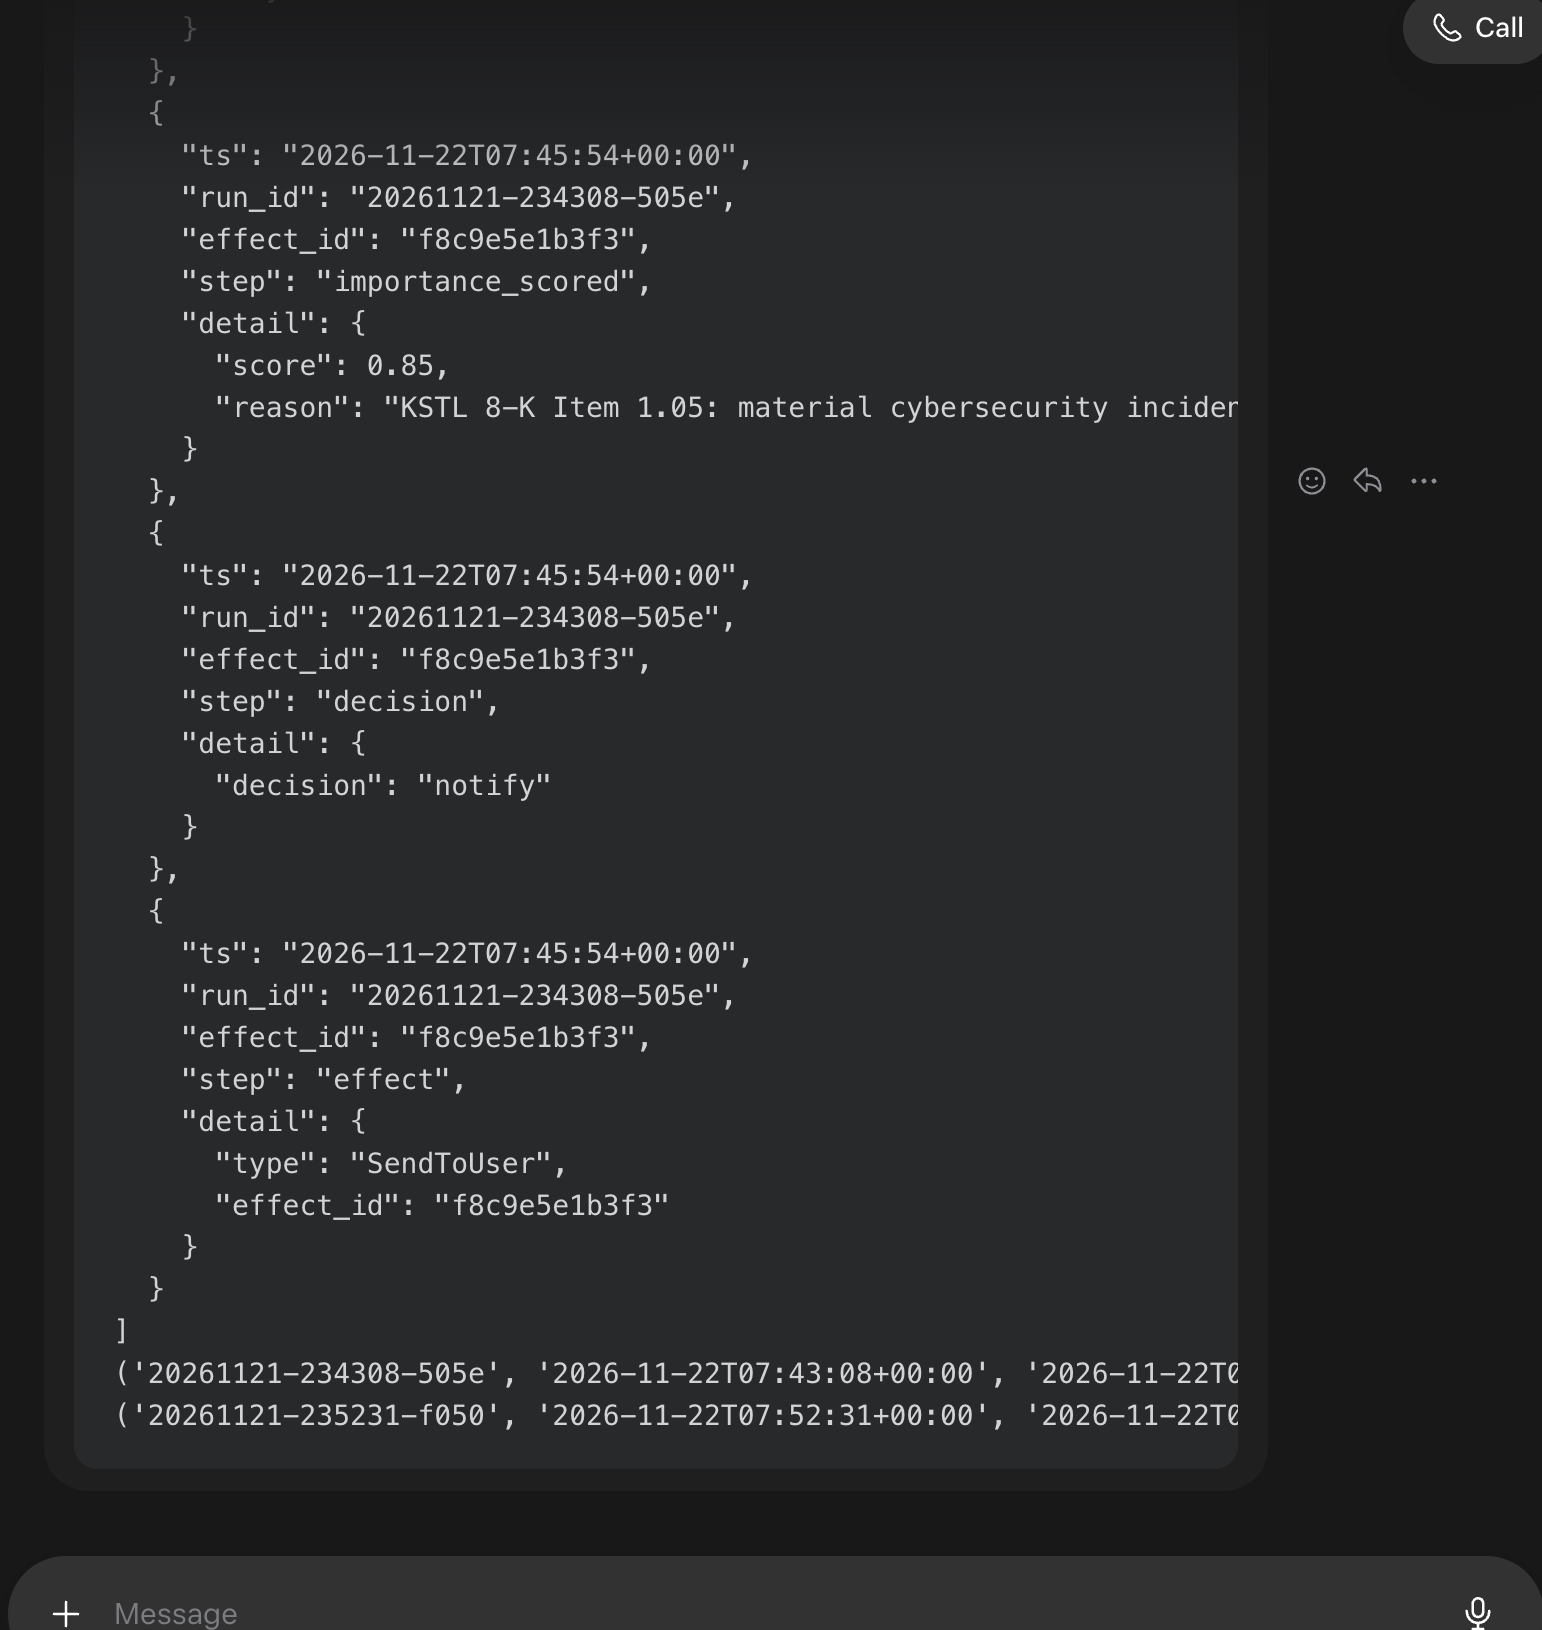 }
Call
},
{
"ts": "2026-11-22T07:45:54+00:00",
"run_id": "20261121-234308-505e",
"effect_id": "f8c9e5e1b3f3",
"step": "importance_scored",
"detail": {
"score": 0.85,
"reason": "KSTL 8-K Item 1.05: material cybersecurity inciden
}
},
{
"ts": "2026-11-22T07:45:54+00:00",
"run_id": "20261121-234308-505e",
"effect_id": "f8c9e5e1b3f3",
"step": "decision",
"detail": {
"decision": "notify"
}
},
{
"ts": "2026-11-22T07:45:54+00:00",
"run_id": "20261121-234308-505e",
"effect_id": "f8c9e5e1b3f3",
"step": "effect",
"detail": {
"type": "SendToUser",
"effect_id": "f8c9e5e1b3f3"
}
}
]
('20261121-234308-505e', '2026-11-22T07:43:08+00:00', '2026-11-22T0
('20261121-235231-f050', '2026-11-22T07:52:31+00:00', '2026-11-22T0
Message